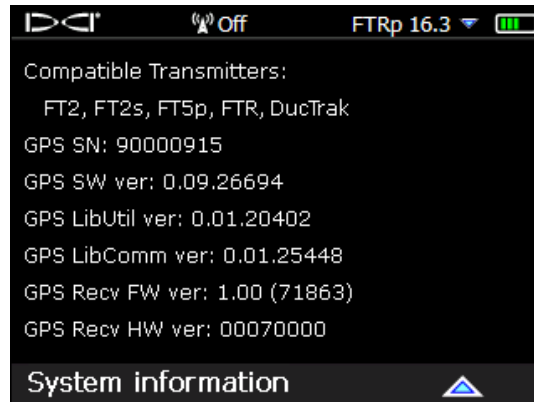 DCI Off FTRp 16.3
Compatible Transmitters:
FT2, FT2s, FT5p, FTR, DucTrak
GPS SN: 90000915
GPS SW ver: 0.09.26694
GPS LibUtil ver: 0.01.20402
GPS LibComm ver: 0.01.25448
GPS Recv FW ver: 1.00 (71863)
GPS Recv HW ver: 00070000
System information